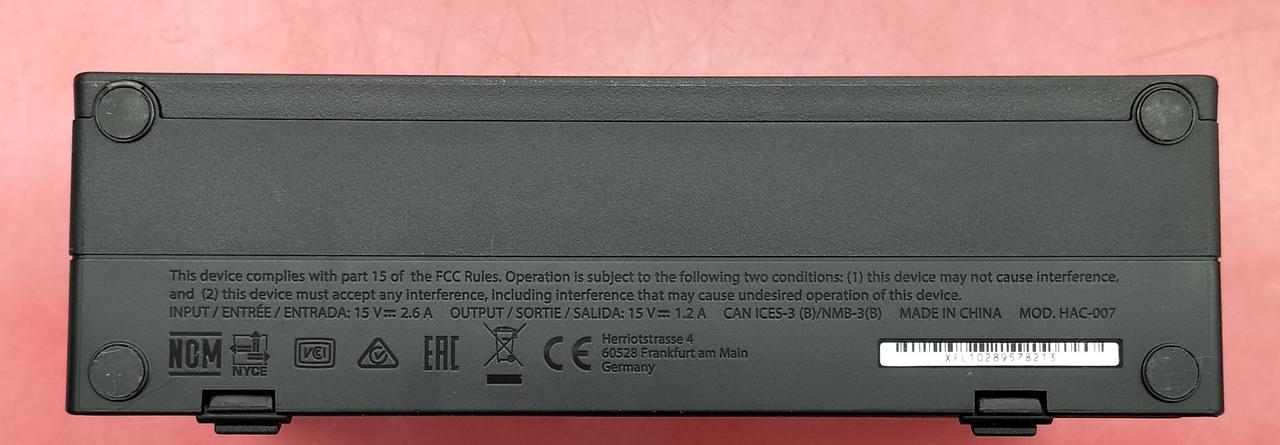 This device complies with part 15 of the FCC Rules. Operation is subject to the following two conditions: (1) this device may not cause interference,
and (2) this device must accept any interference, including interference that may cause undesired operation of this device.
INPUT / ENTRÉE / ENTRADA: 15 V⎓ 2.6 A OUTPUT / SORTIE / SALIDA: 15 V⎓ 1.2 A CAN ICES-3 (B)/NMB-3(B) MADE IN CHINA MOD. HAC-007
NOM NYCE VCI EAC CE
Herriotstrasse 4
60528 Frankfurt am Main
Germany
XFL10289578213